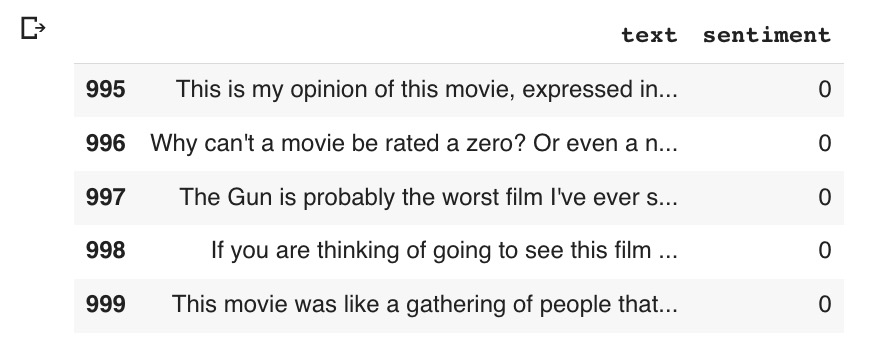 text sentiment
995 This is my opinion of this movie, expressed in... 0
996 Why can't a movie be rated a zero? Or even a n... 0
997 The Gun is probably the worst film I've ever s... 0
998 If you are thinking of going to see this film ... 0
999 This movie was like a gathering of people that... 0